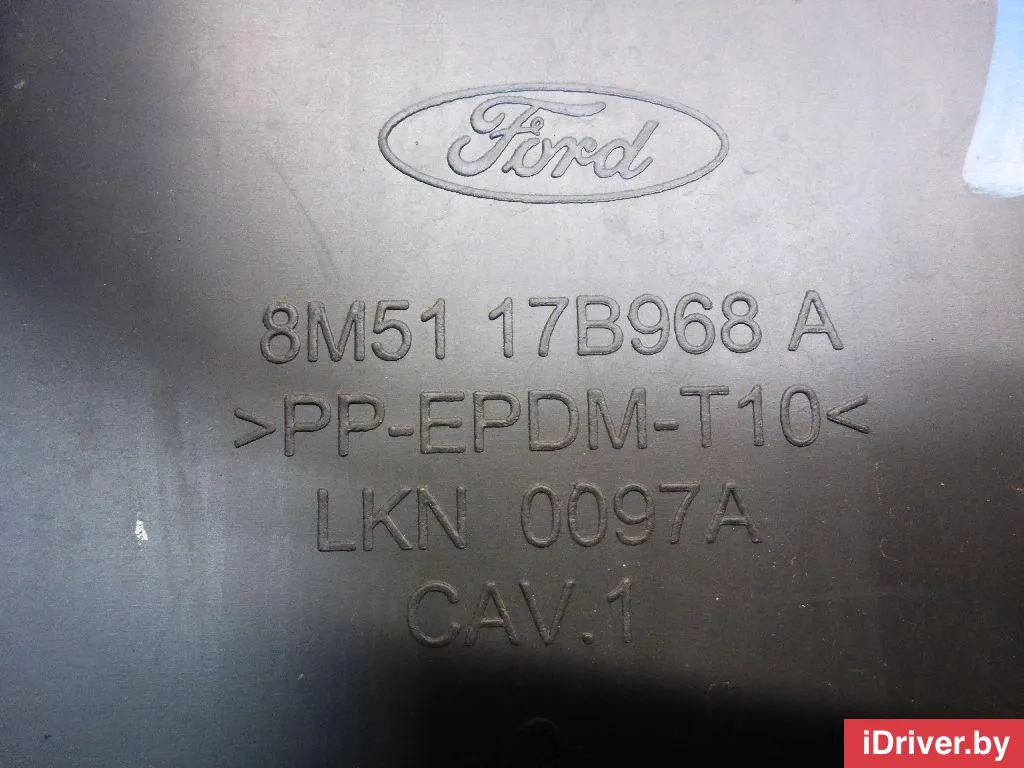 Ford
8M51 17B968 A
>PP-EPDM-T10<
LKN 0097A
CAV.1
iDriver.by